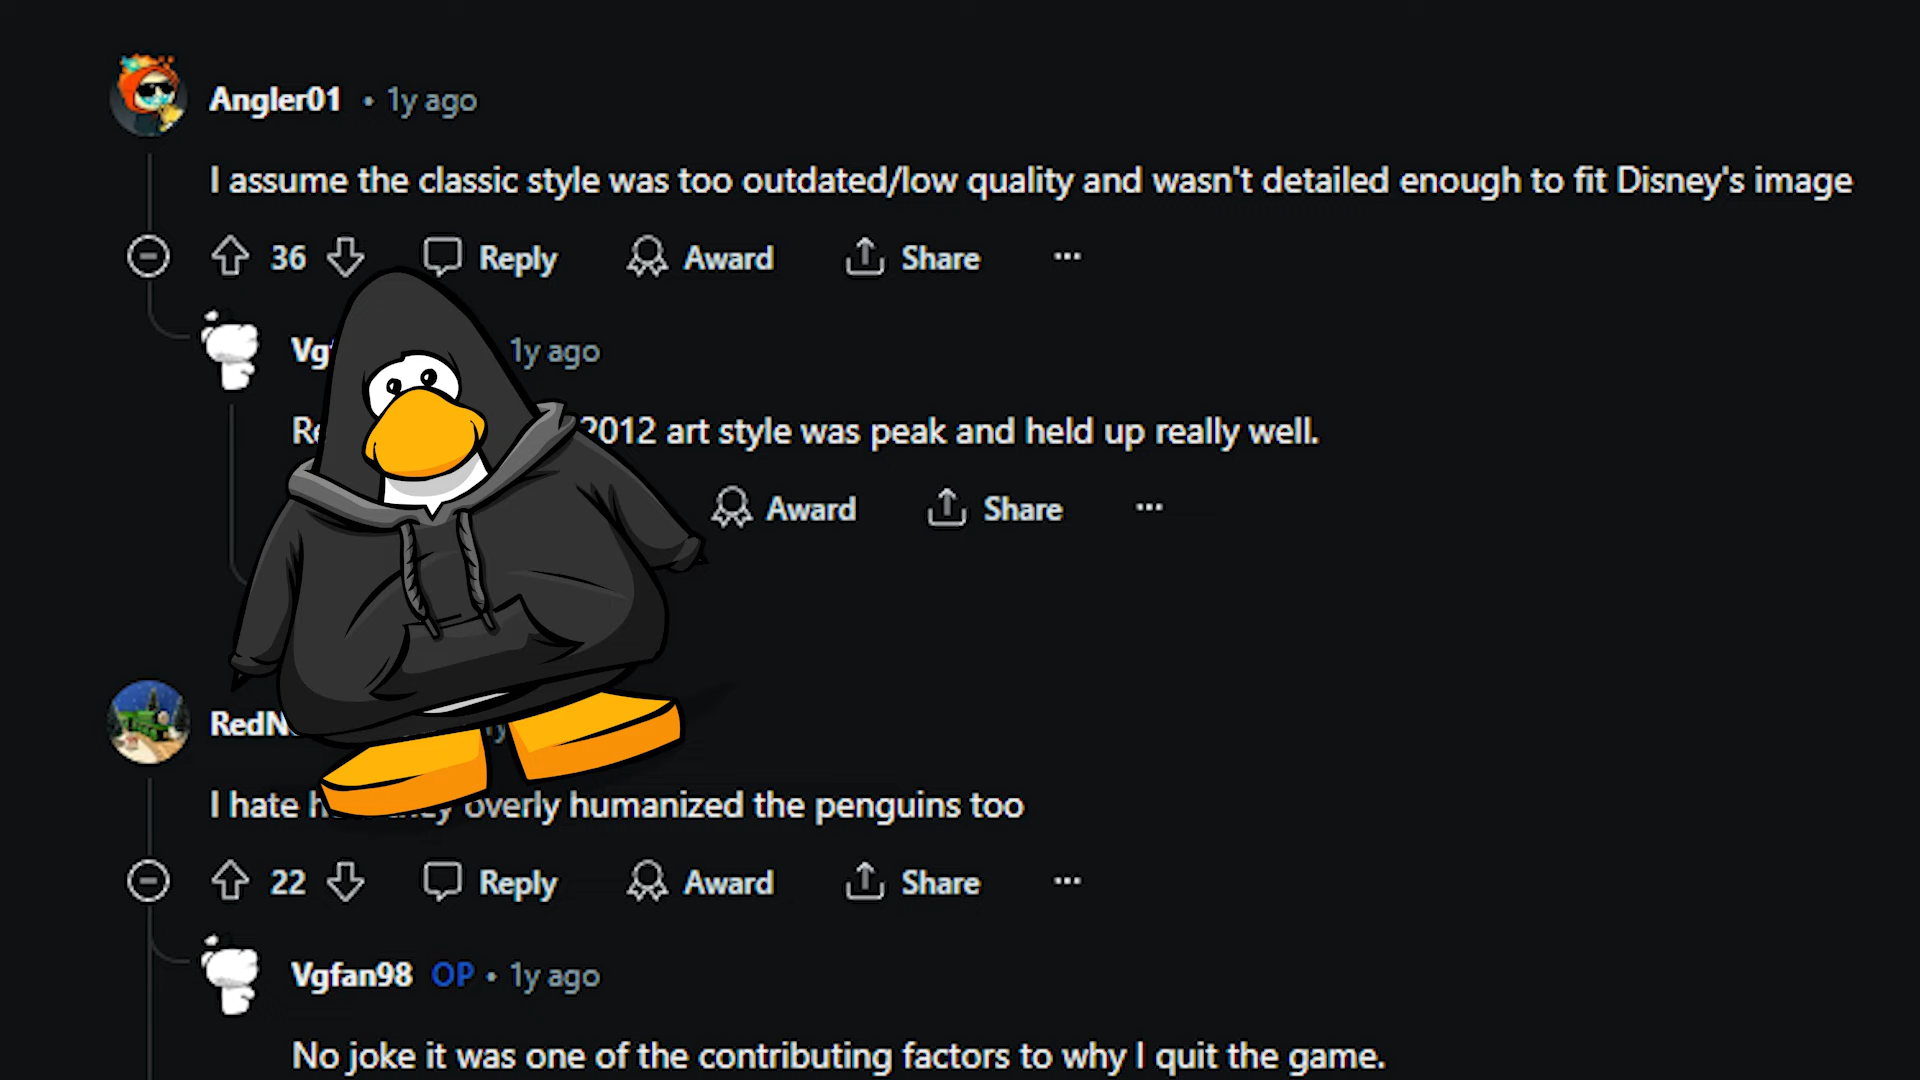 Angler01 • 1y ago
I assume the classic style was too outdated/low quality and wasn't detailed enough to fit Disney's image
36 Reply Award Share ...
1y ago
2012 art style was peak and held up really well.
Award Share ...
I hate overly humanized the penguins too
22 Reply Award Share ...
Vgfan98 OP • 1y ago
No joke it was one of the contributing factors to why I quit the game.